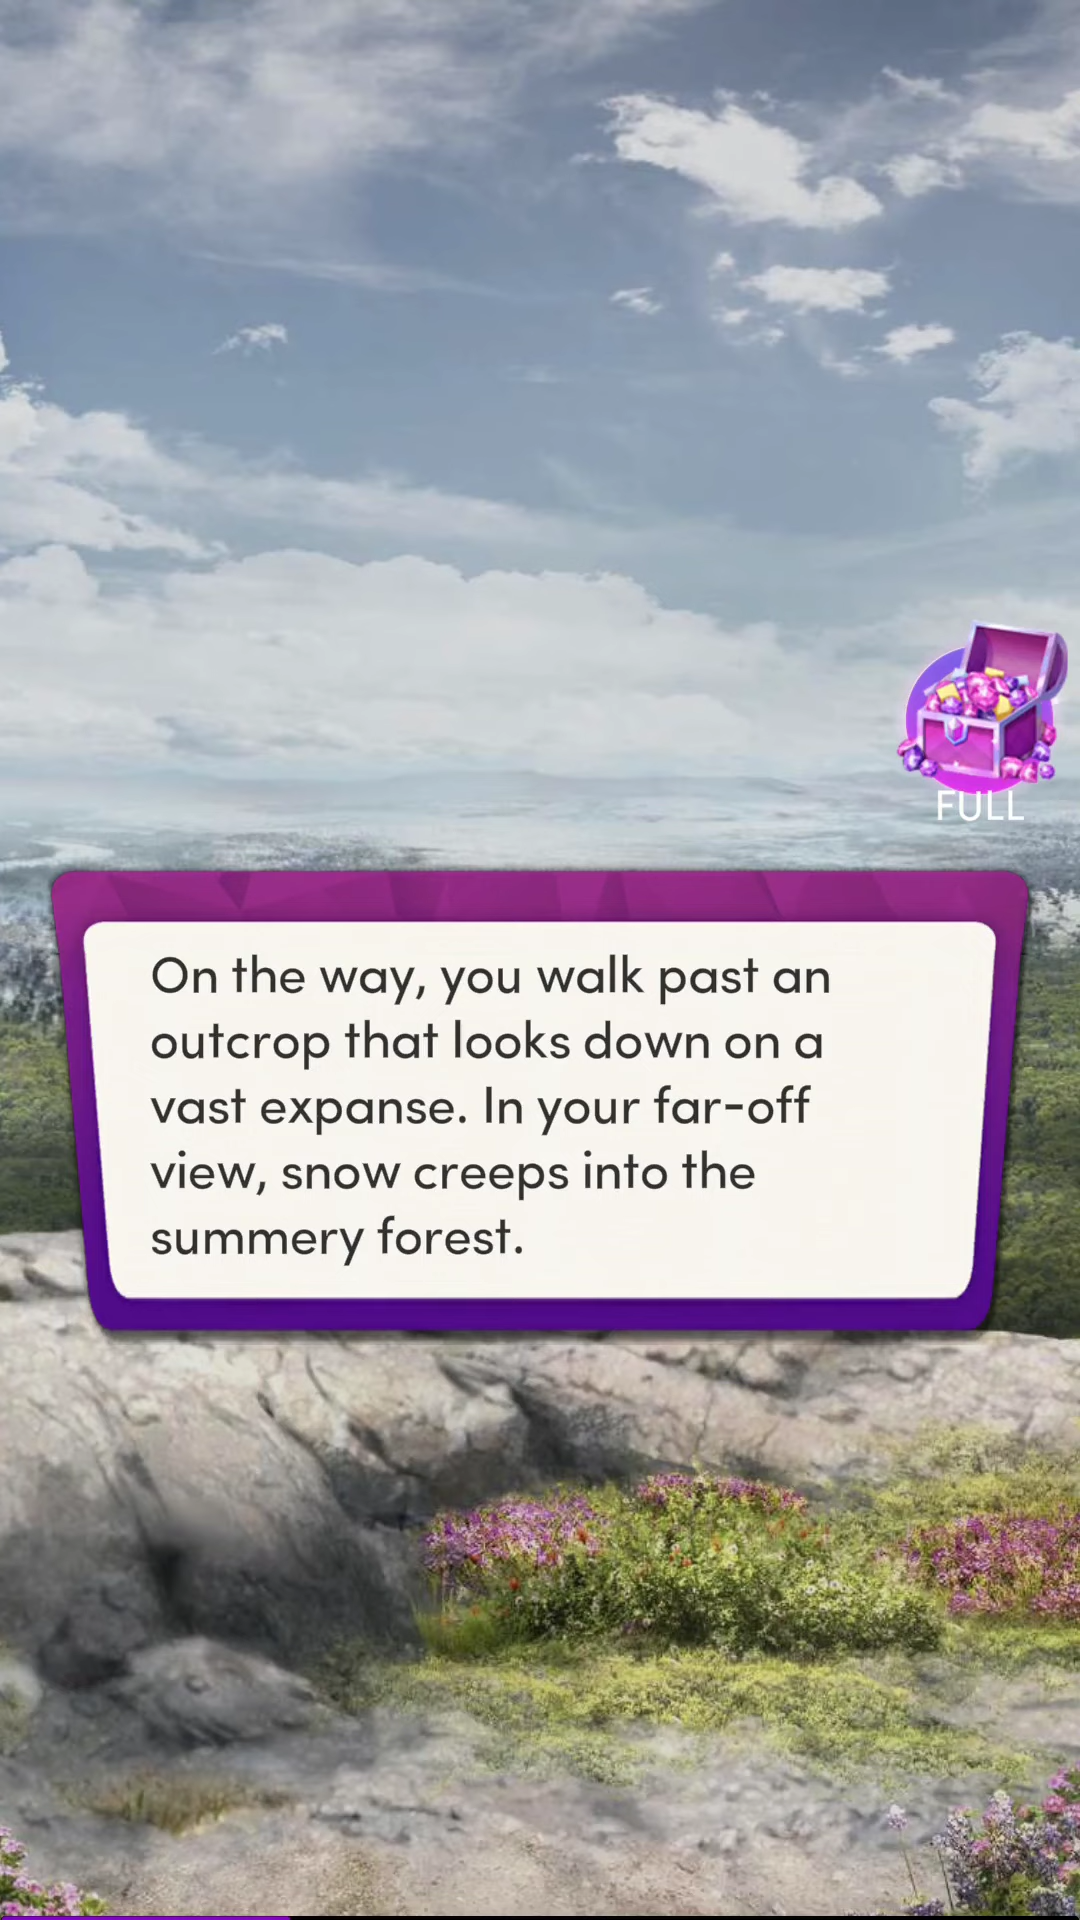 FULL
On the way, you walk past an
outcrop that looks down on a
vast expanse. In your far-off
view, snow creeps into the
summery forest.